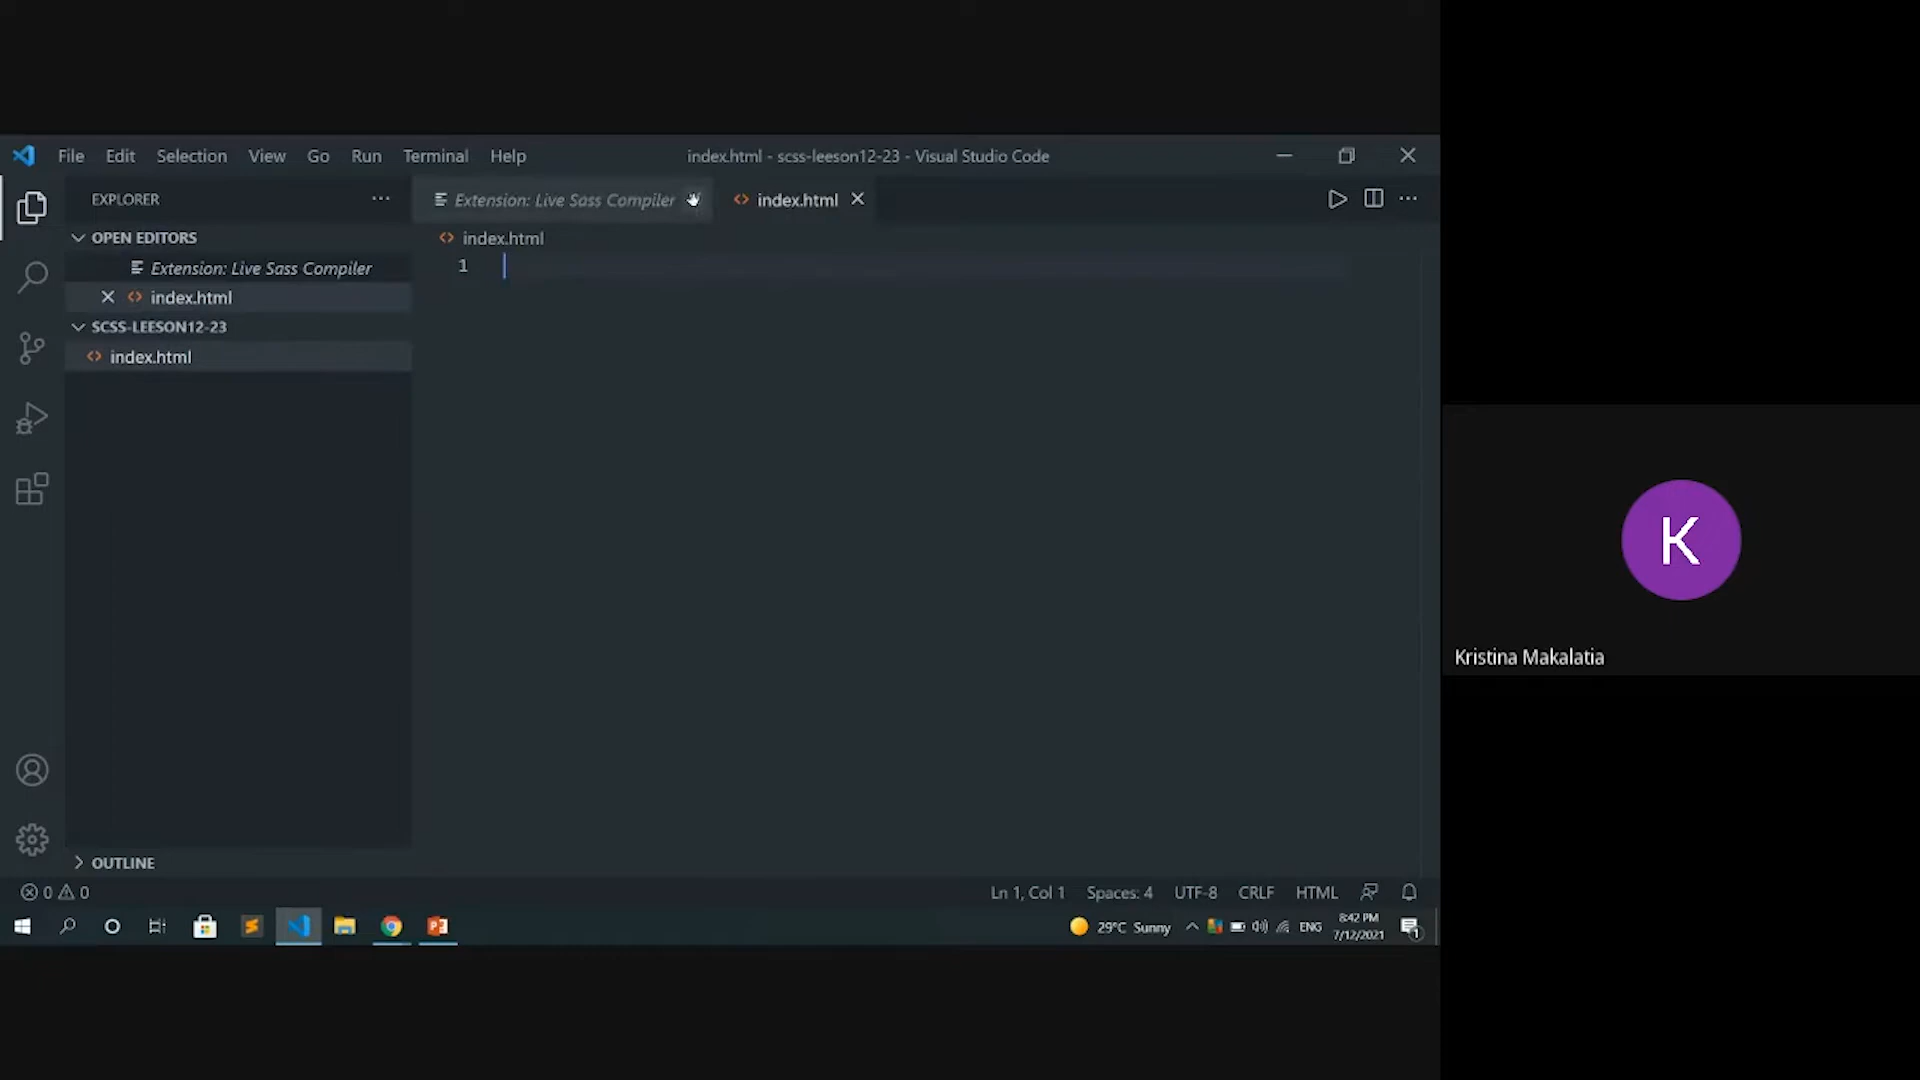 File Edit Selection View Go Run Terminal Help
index.html - scss-leeson12-23 - Visual Studio Code
EXPLORER
Extension: Live Sass Compiler
index.html
OPEN EDITORS
Extension: Live Sass Compiler
index.html
SCSS-LEESON12-23
index.html
index.html
1
OUTLINE
0 0
Ln 1, Col 1 Spaces: 4 UTF-8 CRLF HTML
29°C Sunny
ENG
8:42 PM
7/12/2021
1
K
Kristina Makalatia